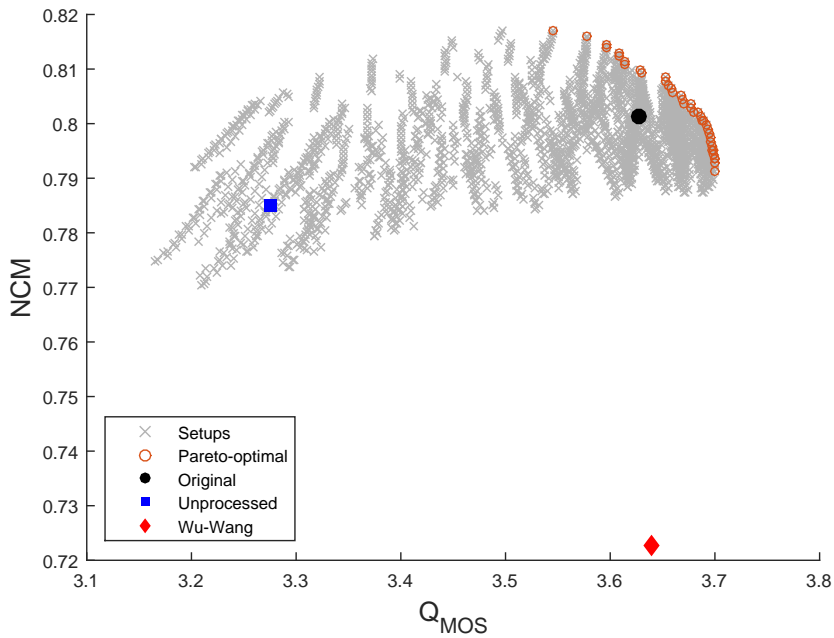 0.82
0.81
0.8
0.79
0.78
0.77
0.76
0.75
0.74
0.73
0.72
NCM
Setups
Pareto-optimal
Original
Unprocessed
Wu-Wang
3.1 3.2 3.3 3.4 3.5 3.6 3.7 3.8
Q_MOS